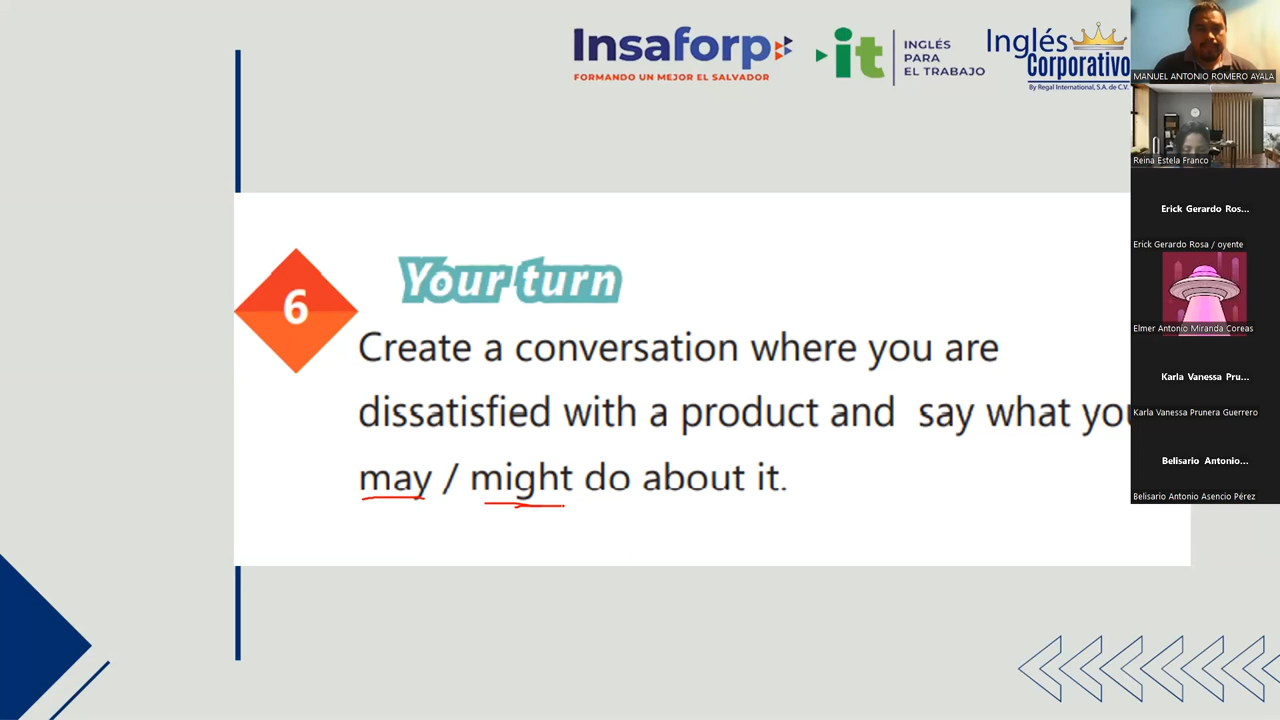 Insaforp
FORMANDO UN MEJOR EL SALVADOR
it
INGLÉS
PARA
EL TRABAJO
Inglés
Corporativo
By Regal International, S.A. de C.V.
MANUEL ANTONIO ROMERO AYALA
Reina Estela Franco
Erick Gerardo Ros...
Erick Gerardo Rosa / oyente
Elmer Antonio Miranda Coreas
Karla Vanessa Pru...
Karla Vanessa Prunera Guerrero
Belisario Antonio...
Belisario Antonio Asencio Pérez
6
Your turn
Create a conversation where you are
dissatisfied with a product and say what you
may / might do about it.